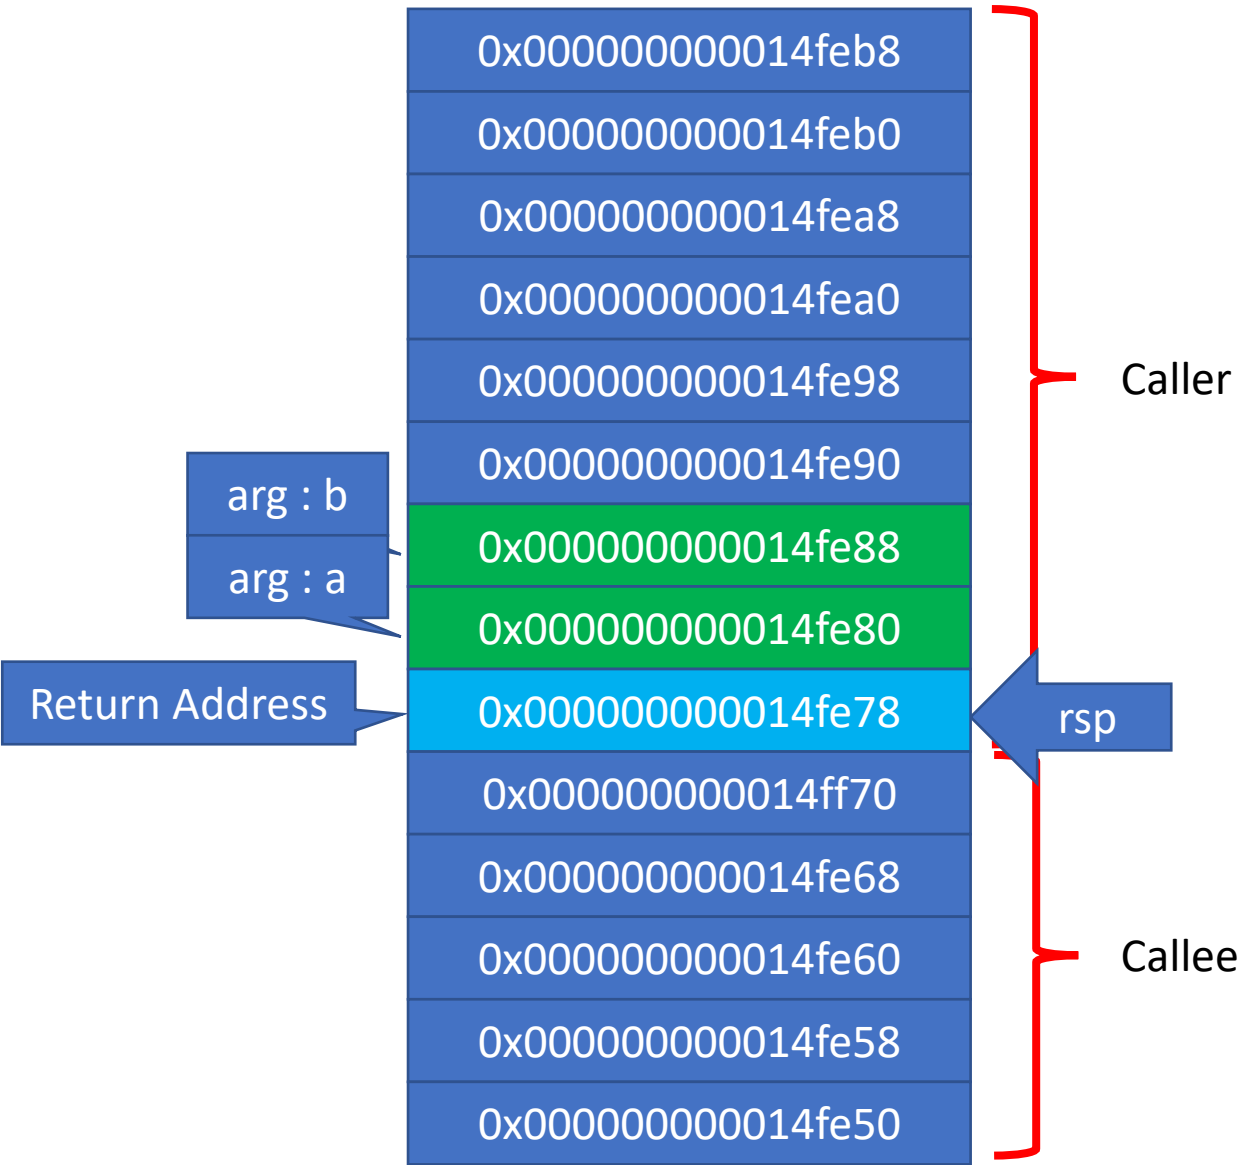 0x000000000014feb8
0x000000000014feb0
0x000000000014fea8
0x000000000014fea0
0x000000000014fe98
Caller
0x000000000014fe90
arg : b
0x000000000014fe88
arg : a
0x000000000014fe80
Return Address
0x000000000014fe78
rsp
0x000000000014ff70
0x000000000014fe68
0x000000000014fe60
Callee
0x000000000014fe58
0x000000000014fe50